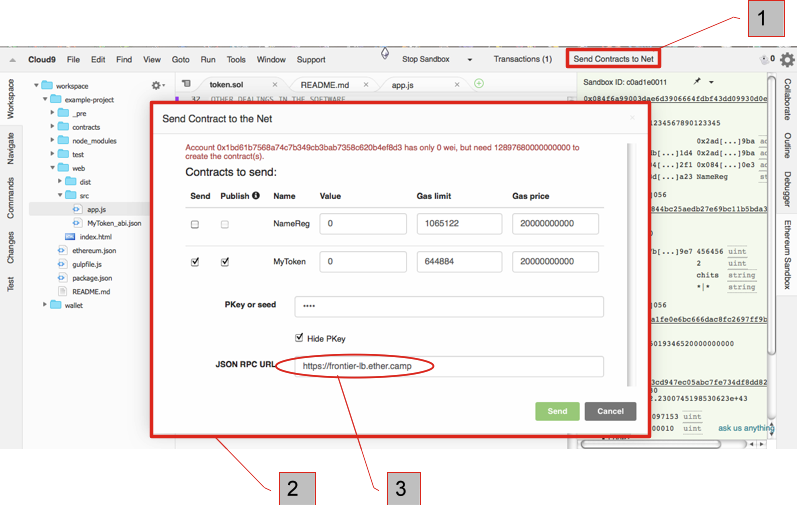 1
Cloud9 File Edit Find View Goto Run Tools Window Support Stop Sandbox Transactions (1) Send Contracts to Net 0
Workspace
Navigate
Commands
Changes
Test
workspace
example-project
_pre
contracts
node_modules
test
web
dist
src
app.js
MyToken_abi.json
index.html
ethereum.json
gulpfile.js
package.json
README.md
wallet
token.sol × README.md × app.js ×
32 OTHER DEALINGS IN THE SOFTWARE
Send Contract to the Net
Account 0x1bd61b7568a74c7b349cb3bab7358c620b4ef8d3 has only 0 wei, but need 12897680000000000 to
create the contract(s).
Contracts to send:
Send Publish Name Value Gas limit Gas price
NameReg 0 1065122 20000000000
MyToken 0 644884 20000000000
PKey or seed ••••
Hide PKey
JSON RPC URL https://frontier-lb.ether.camp
Send Cancel
Sandbox ID: c0ad1e0011
0x084f6a99003dae6d3906664fdbf43dd09930d0e
1234567890123345
0x2ad[...]9ba
[...]1d4 0x2ad[...]9ba
[...]2f1 0x084[...]0e3
[...]a23 NameReg
056
844bc25aedb27e69bc11b5bda3
[...]9e7 456456 uint
2 uint
chits string
*|* string
056
a1fe0e6bc666dac8fc2697ff9b
6019346520000000000
3cd947ec05abc7fe734df8dd82
80
2.2300745198530623e+43
097153 uint
000010 uint
ask us anything
Collaborate
Outline
Debugger
Ethereum Sandbox
2
3